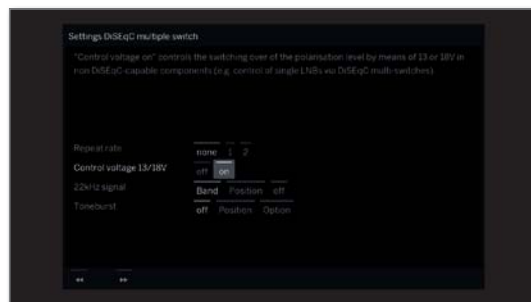 Settings DiSEqC multiple switch
"Control voltage on" controls the switching over of the polarisation level by means of 13 or 18V in
non DiSEqC-capable components (e.g. control of single LNBs via DiSEqC multi-switches)
Repeat rate none 1 2
Control voltage 13/18V off on
22kHz signal Band Position off
Toneburst off Position Option